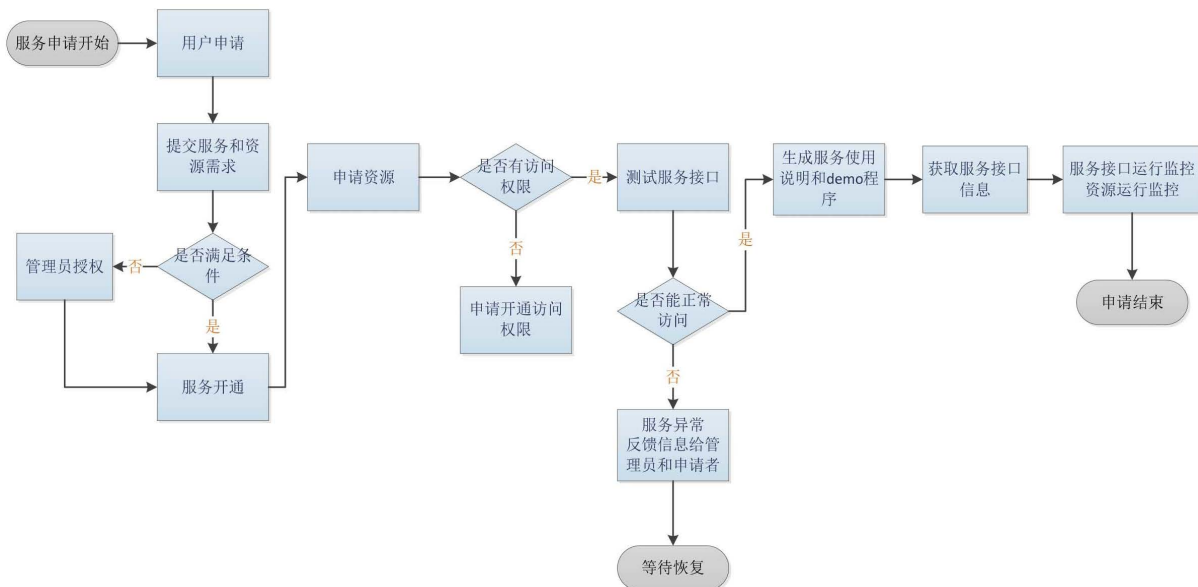 服务申请开始
用户申请
提交服务和资
源需求
是否满足条
件
否
管理员授权
是
服务开通
申请资源
是否有访问
权限
否
申请开通访问
权限
是
测试服务接口
是否能正常
访问
否
服务异常
反馈信息给管
理员和申请者
等待恢复
是
生成服务使用
说明和demo程
序
获取服务接口
信息
服务接口运行监控
资源运行监控
申请结束